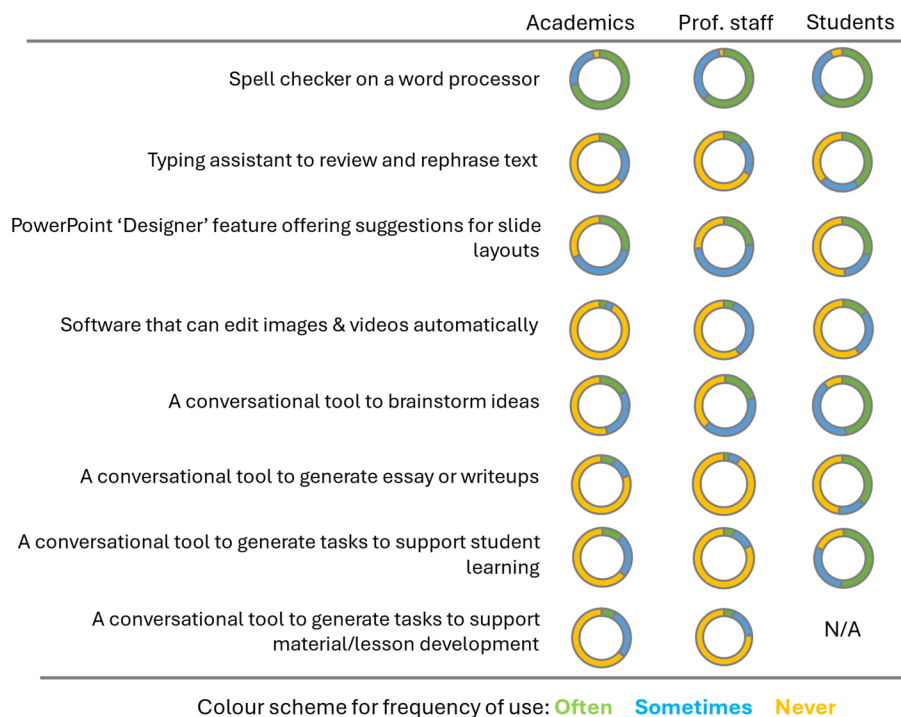 Academics Prof. staff Students
Spell checker on a word processor
Typing assistant to review and rephrase text
PowerPoint ‘Designer’ feature offering suggestions for slide
layouts
Software that can edit images & videos automatically
A conversational tool to brainstorm ideas
A conversational tool to generate essay or writeups
A conversational tool to generate tasks to support student
learning
A conversational tool to generate tasks to support
material/lesson development
N/A
Colour scheme for frequency of use: Often Sometimes Never